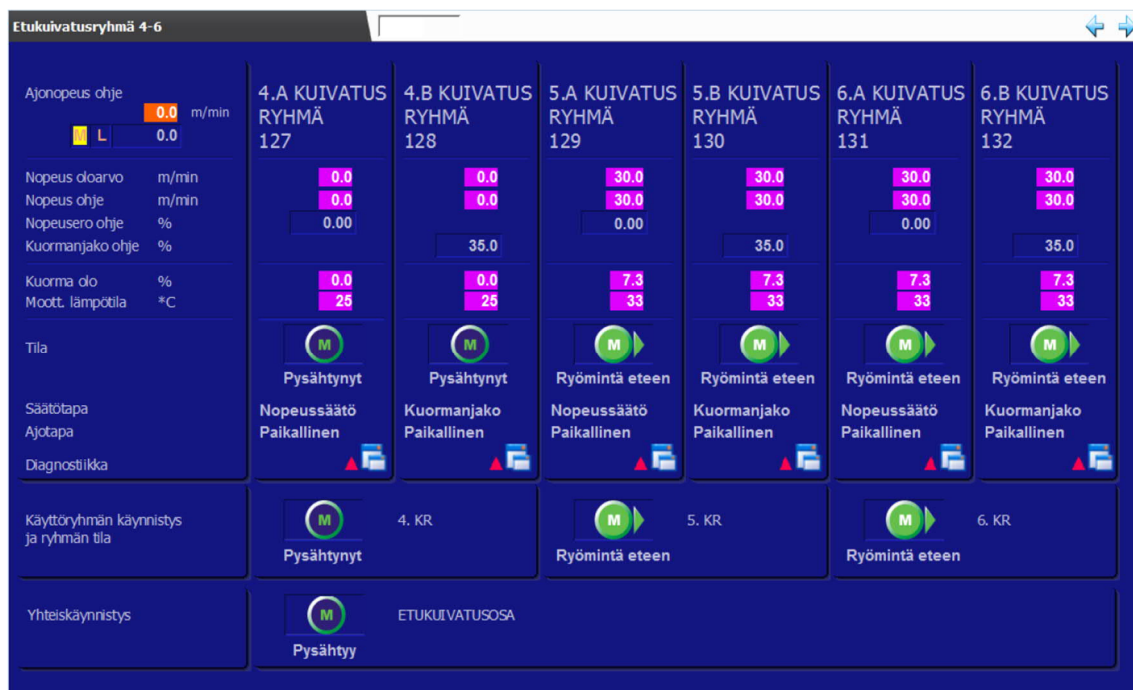 Etukuivatusryhmä 4-6
Ajonopeus ohje
0.0 m/min
M L 0.0
4.A KUIVATUS RYHMÄ 127
4.B KUIVATUS RYHMÄ 128
5.A KUIVATUS RYHMÄ 129
5.B KUIVATUS RYHMÄ 130
6.A KUIVATUS RYHMÄ 131
6.B KUIVATUS RYHMÄ 132
Nopeus oloarvo m/min 0.0 0.0 30.0 30.0 30.0 30.0
Nopeus ohje m/min 0.0 0.0 30.0 30.0 30.0 30.0
Nopeusero ohje % 0.00 0.00 0.00
Kuormanjako ohje % 35.0 35.0 35.0
Kuorma olo % 0.0 0.0 7.3 7.3 7.3 7.3
Moott. lämpötila *C 25 25 33 33 33 33
Tila M M M M M M
Pysähtynyt Pysähtynyt Ryömintä eteen Ryömintä eteen Ryömintä eteen Ryömintä eteen
Säätötapa Nopeussäätö Kuormanjako Nopeussäätö Kuormanjako Nopeussäätö Kuormanjako
Ajotapa Paikallinen Paikallinen Paikallinen Paikallinen Paikallinen Paikallinen
Diagnostiikka
Käyttöryhmän käynnistys
ja ryhmän tila
M 4. KR M 5. KR M 6. KR
Pysähtynyt Ryömintä eteen Ryömintä eteen
Yhteiskäynnistys M ETUKUIVATUSOSA
Pysähtyy